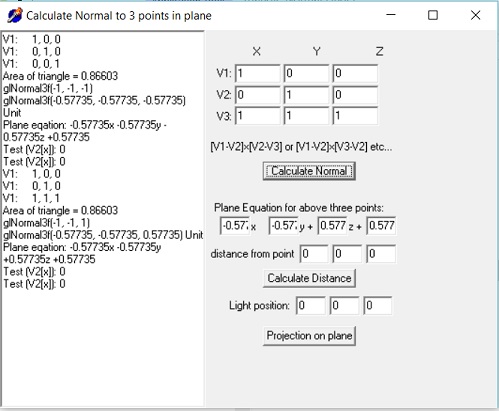 Calculate Normal to 3 points in plane
V1: 1, 0, 0
V1: 0, 1, 0
V1: 0, 0, 1
Area of triangle = 0.86603
glNormal3f(-1, -1, -1)
glNormal3f(-0.57735, -0.57735, -0.57735)
Unit
Plane eqation: -0.57735x -0.57735y -
0.57735z +0.57735
Test (V2[x]): 0
Test (V2[x]): 0
V1: 1, 0, 0
V1: 0, 1, 0
V1: 1, 1, 1
Area of triangle = 0.86603
glNormal3f(-1, -1, 1)
glNormal3f(-0.57735, -0.57735, 0.57735) Unit
Plane eqation: -0.57735x -0.57735y
+0.57735z +0.57735
Test (V2[x]): 0
Test (V2[x]): 0
X Y Z
V1: 1 0 0
V2: 0 1 0
V3: 1 1 1
[V1-V2]×[V2-V3] or [V1-V2]×[V3-V2] etc...
Calculate Normal
Plane Equation for above three points:
-0.57 x -0.57 y + 0.577 z + 0.577
distance from point 0 0 0
Calculate Distance
Light position: 0 0 0
Projection on plane